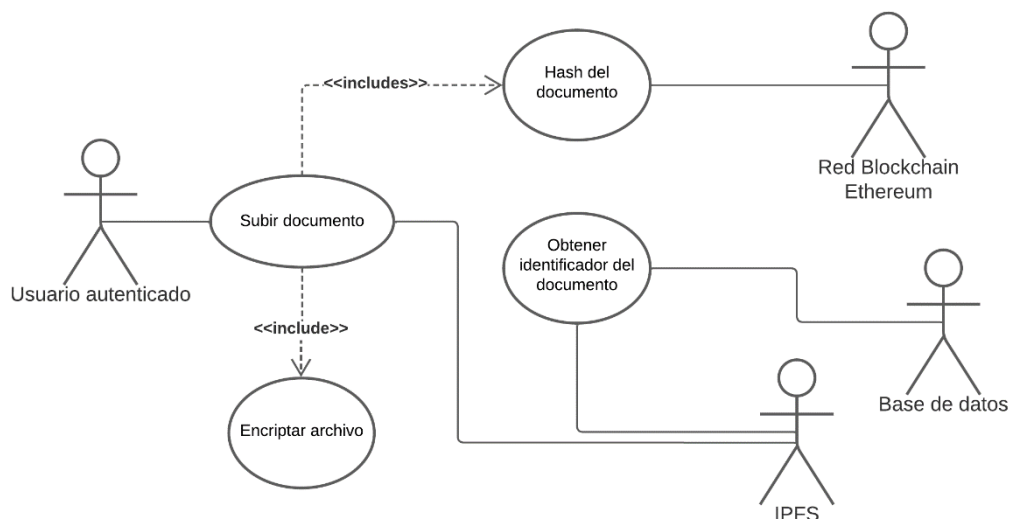 <<includes>>
Hash del
documento
Red Blockchain
Ethereum
Subir documento
Usuario autenticado
Obtener
identificador del
documento
<<include>>
Base de datos
Encriptar archivo
IPFS